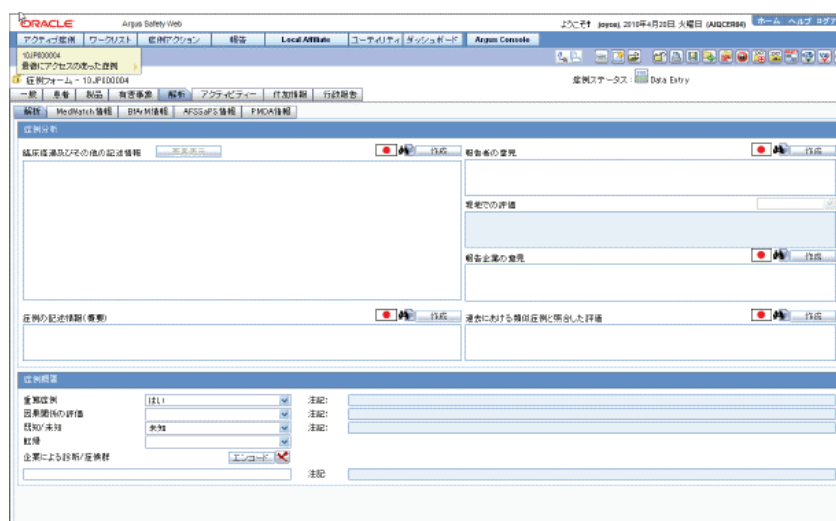 ORACLE Argus Safety Web ようこそ! joycej, 2010年4月20日 火曜日 ホーム ヘルプ ログア
アクティブ症例 ワークリスト 症例アクション 報告 Local Affiliate ユーティリティ ダッシュボード Argus Console
10JP000004
最後にアクセスのあった症例
症例フォーム - 10JP000004 症例ステータス: Data Entry
一般 患者 製品 有害事象 解析 アクティビティー 付加情報 行政報告
解析 MedWatch情報 BfArM情報 AFSSaPS情報 PMDA情報
症例分析
臨床経過及びその他の記述情報 作成 報告者の意見 作成
現地での評価
報告企業の意見 作成
症例の記述情報(概要) 作成 過去における類似症例と照合した評価 作成
症例概要
重篤症例 はい 注記:
因果関係の評価 注記:
既知/未知 未知 注記:
転帰
企業による診断/症候群 エンコード
注記